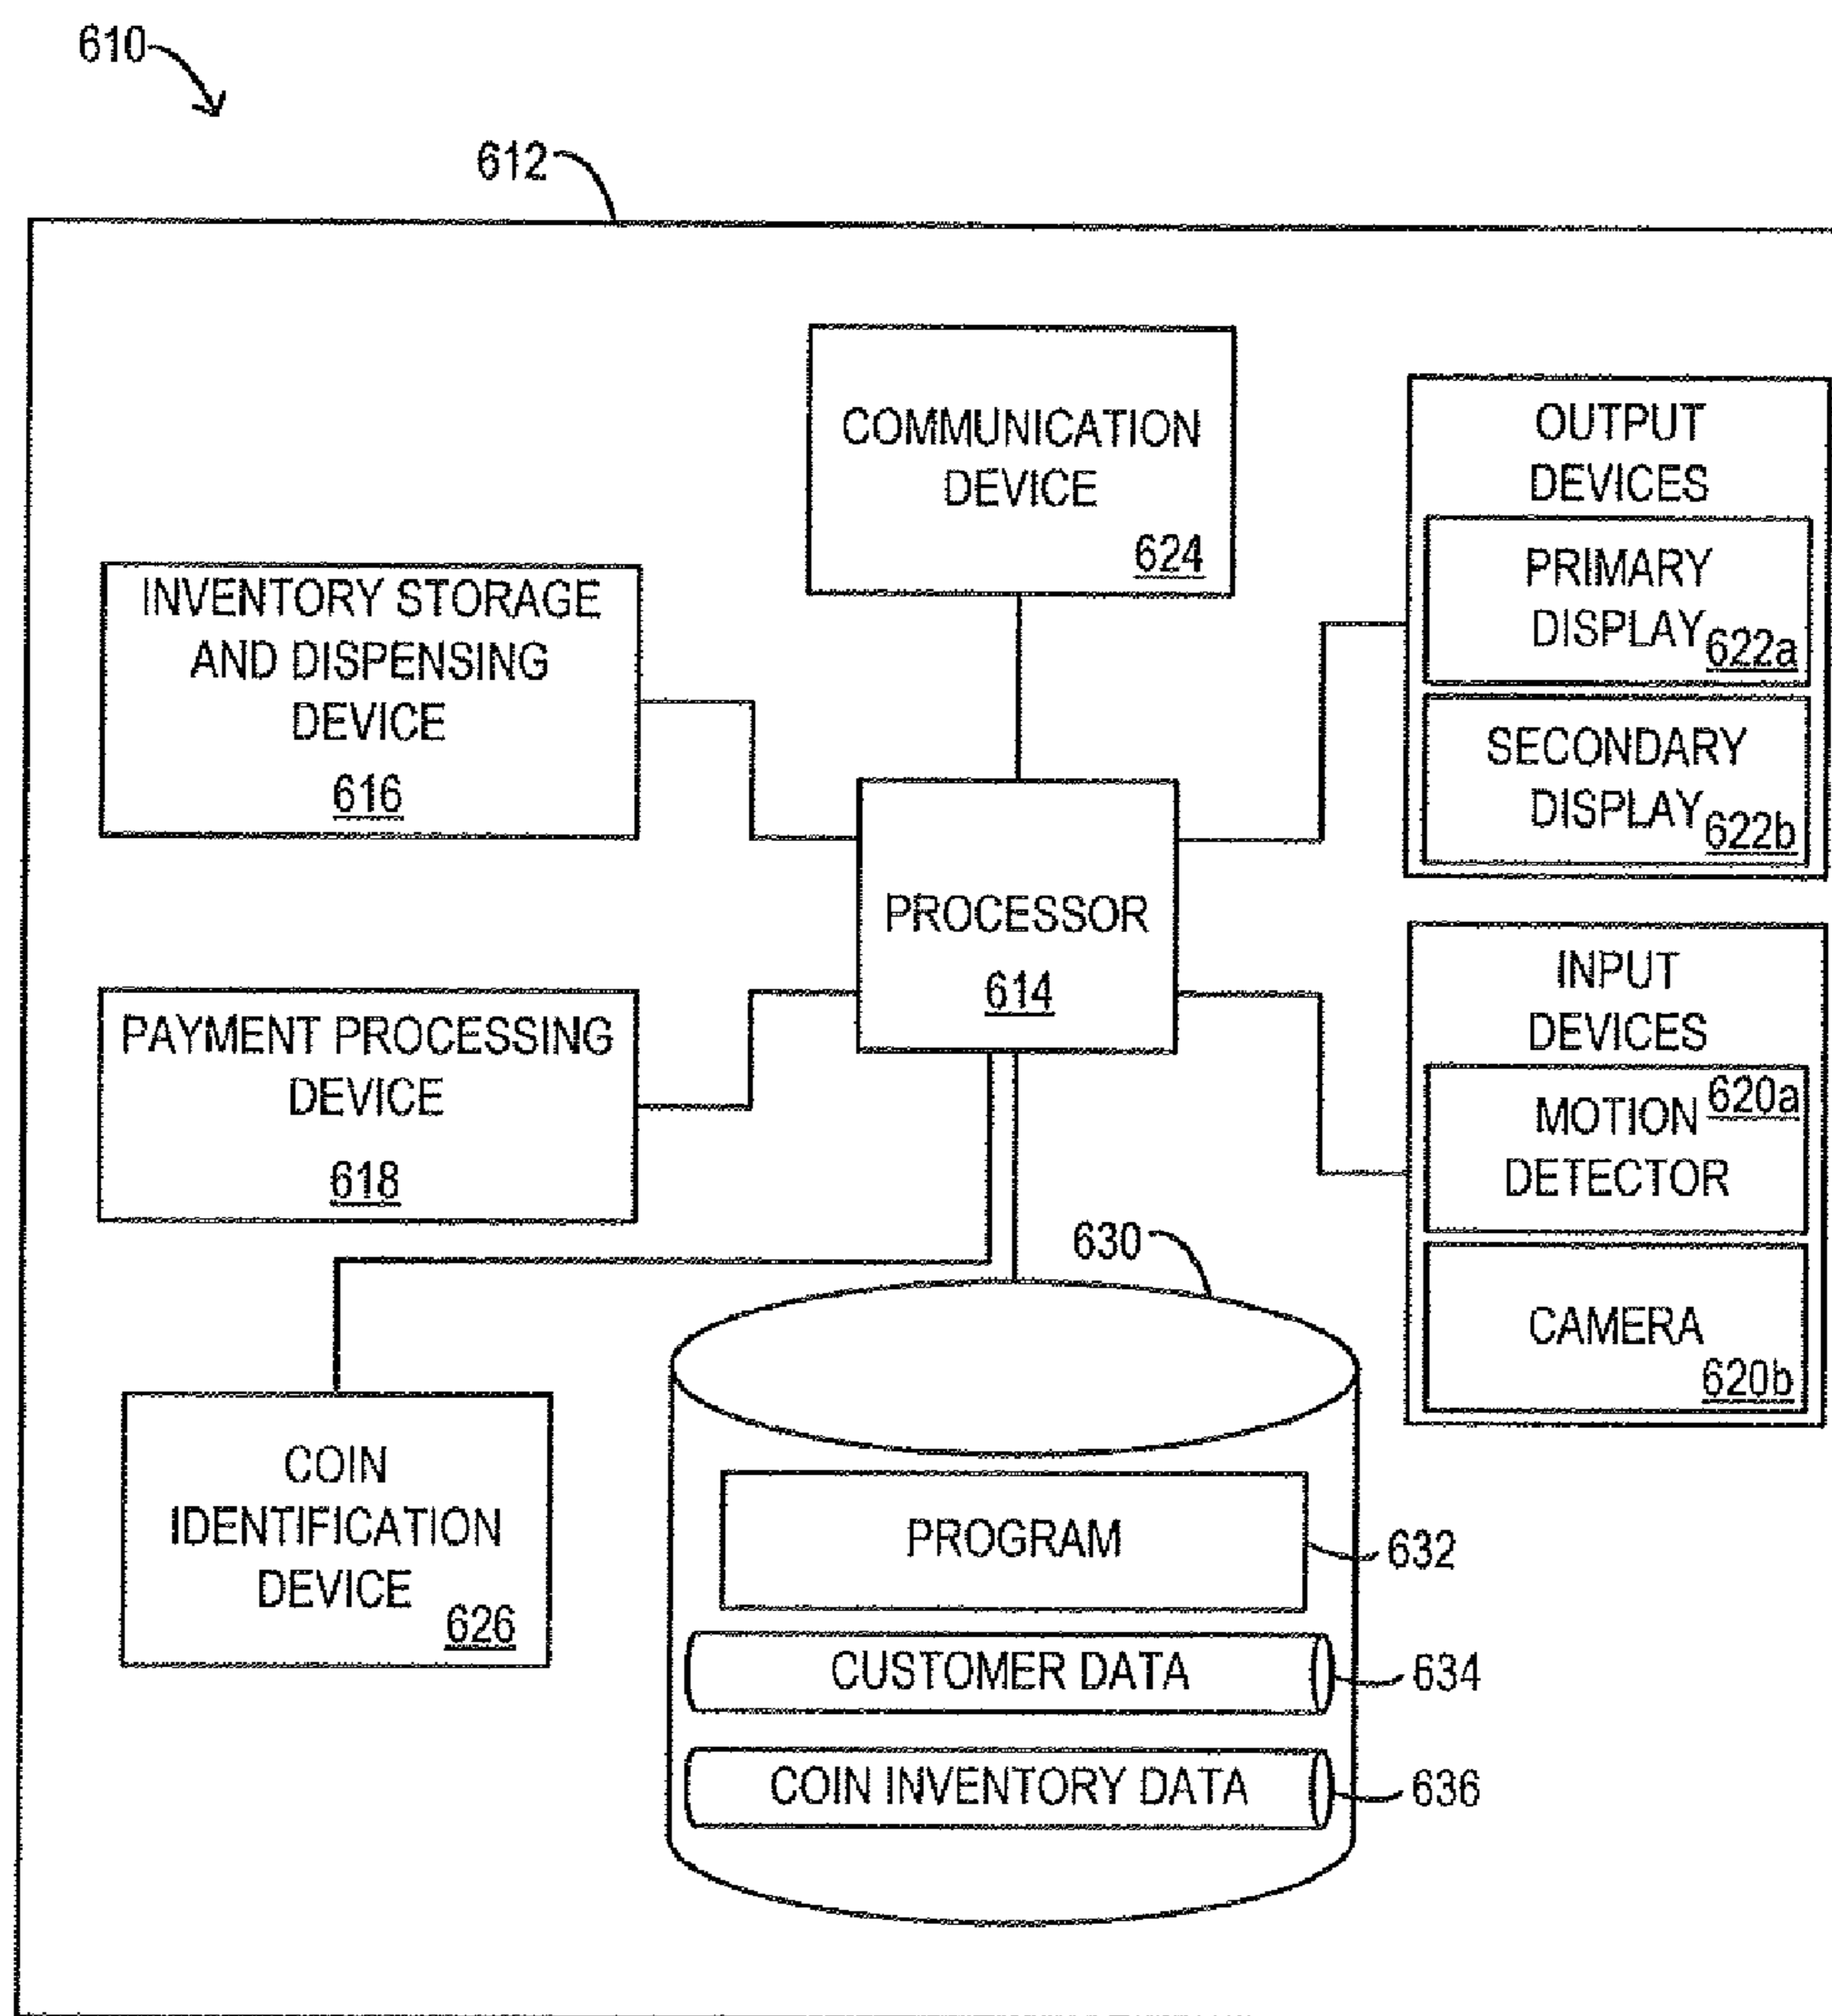 610
612
COMMUNICATION
DEVICE
624
OUTPUT
DEVICES
PRIMARY
DISPLAY
622a
SECONDARY
DISPLAY
622b
INVENTORY STORAGE
AND DISPENSING
DEVICE
616
PROCESSOR
614
PAYMENT PROCESSING
DEVICE
618
INPUT
DEVICES
620a
MOTION
DETECTOR
CAMERA
620b
630
COIN
IDENTIFICATION
DEVICE
626
PROGRAM
632
CUSTOMER DATA
634
COIN INVENTORY DATA
636